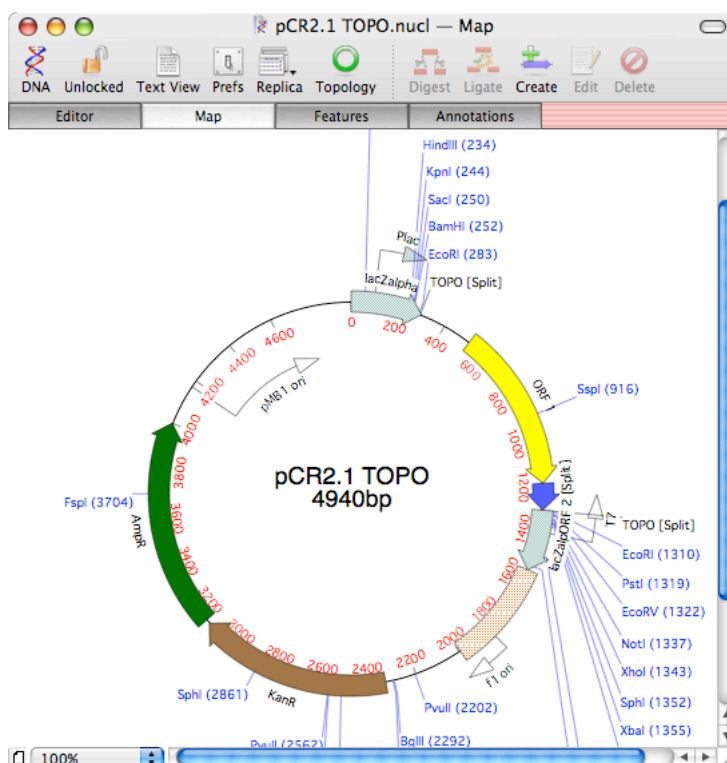 pCR2.1 TOPO.nucl — Map
DNA Unlocked Text View Prefs Replica Topology Digest Ligate Create Edit Delete
Editor Map Features Annotations
HindIII (234)
KpnI (244)
SacI (250)
BamHI (252)
EcoRI (283)
Plac
lacZalpha
TOPO [Split]
0
200
400
600
800
1000
1200
1400
1600
1800
2000
2200
2400
2600
2800
3000
3200
3400
3600
3800
4000
4200
4400
4600
pMB1 ori
ORF 1
SspI (916)
pCR2.1 TOPO
4940bp
FspI (3704)
AmpR
lacZalp
ORF 2 [Split]
T7
TOPO [Split]
EcoRI (1310)
PstI (1319)
EcoRV (1322)
NotI (1337)
XhoI (1343)
SphI (1352)
XbaI (1355)
f1 ori
SphI (2861)
KanR
PvuII (2202)
PvuII (2562)
BglII (2292)
100%